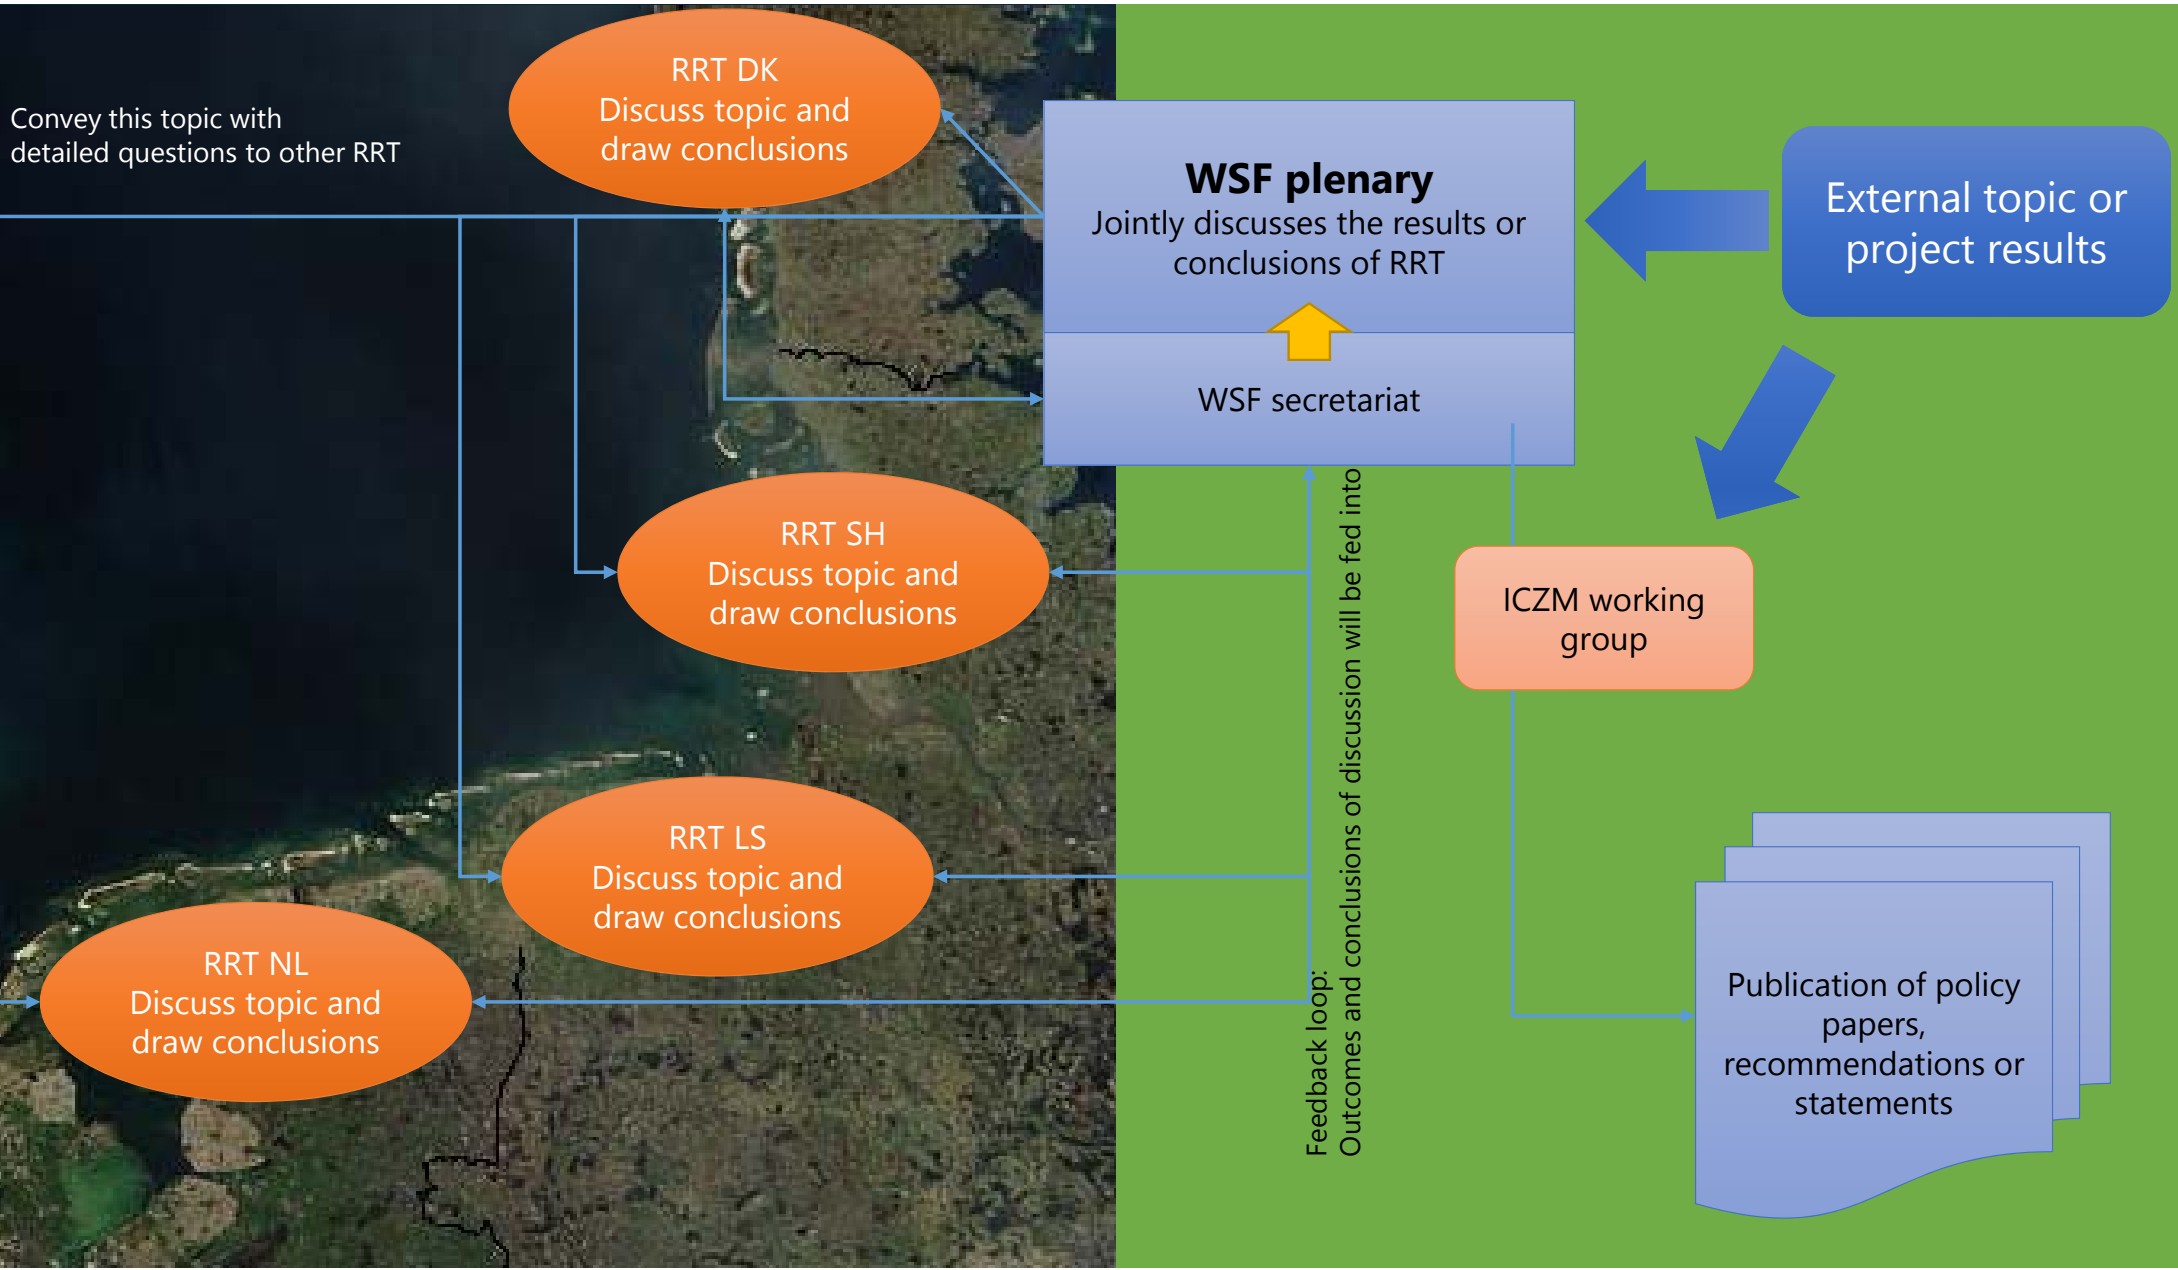 Convey this topic with
detailed questions to other RRT
RRT DK
Discuss topic and
draw conclusions
WSF plenary
Jointly discusses the results or
conclusions of RRT
WSF secretariat
External topic or
project results
RRT SH
Discuss topic and
draw conclusions
ICZM working
group
RRT LS
Discuss topic and
draw conclusions
RRT NL
Discuss topic and
draw conclusions
Feedback loop:
Outcomes and conclusions of discussion will be fed into
Publication of policy
papers,
recommendations or
statements